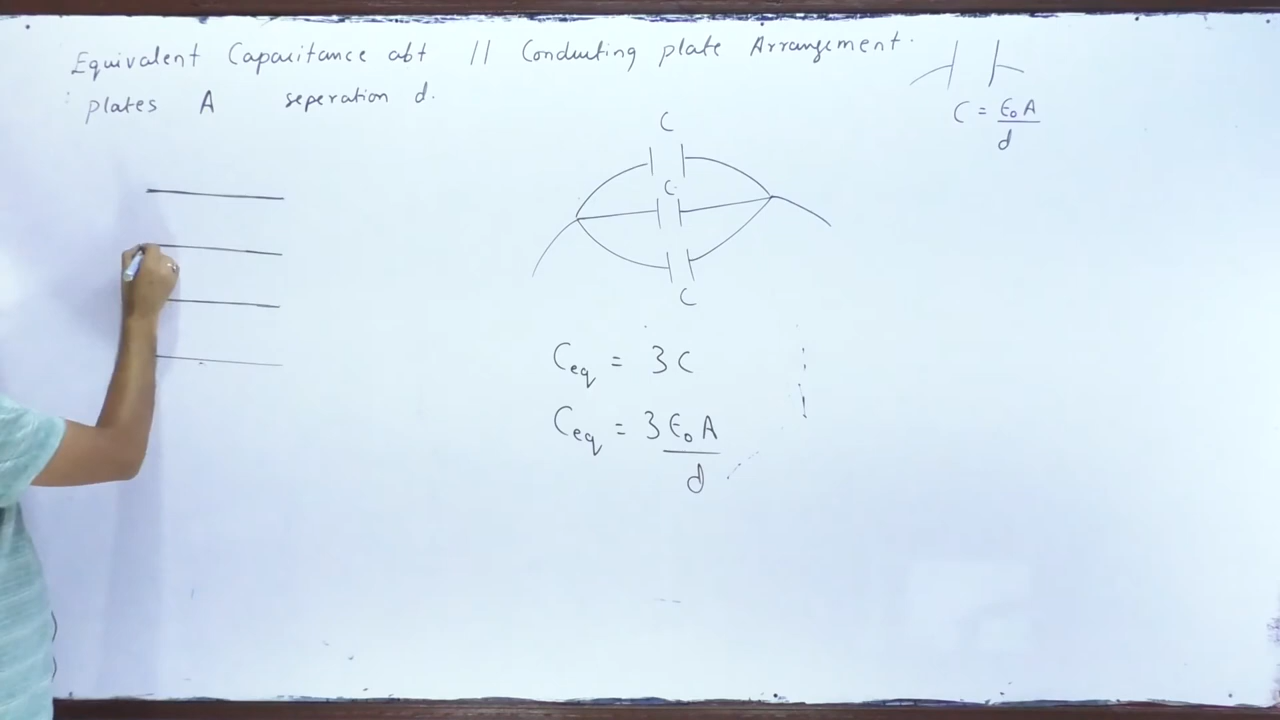 Equivalent Capacitance abt // Conducting plate Arrangement.
plates A seperation d.
C = ε₀A
d
C
C
C
Ceq = 3C
Ceq = 3ε₀A
d